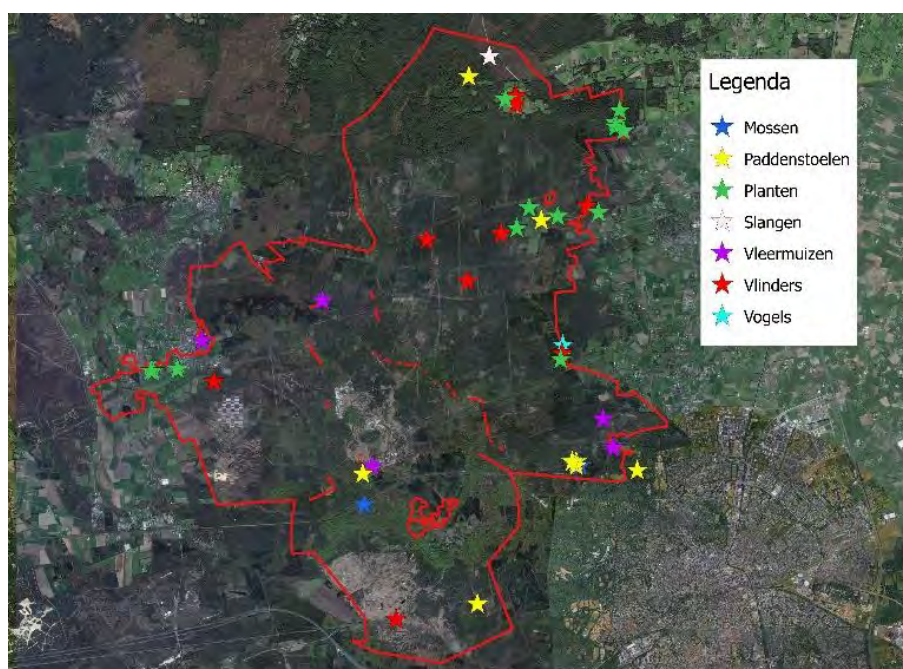 Legenda
Mossen
Paddenstoelen
Planten
Slangen
Vleermuizen
Vlinders
Vogels